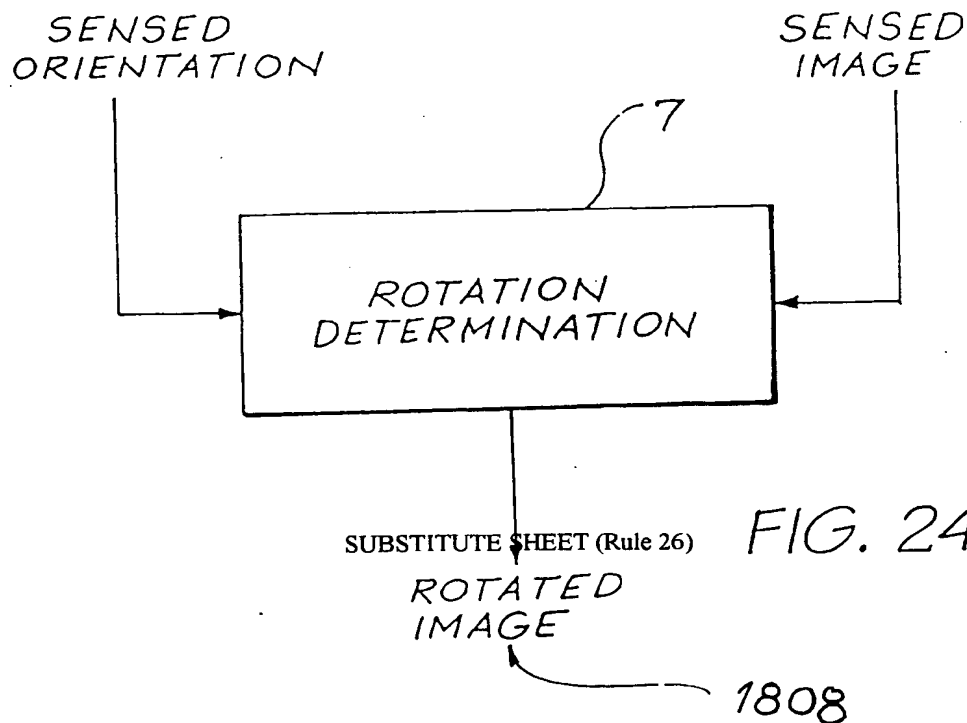 SENSED
ORIENTATION
SENSED
IMAGE
7
ROTATION
DETERMINATION
SUBSTITUTE SHEET (Rule 26)
FIG. 24
ROTATED
IMAGE
1808